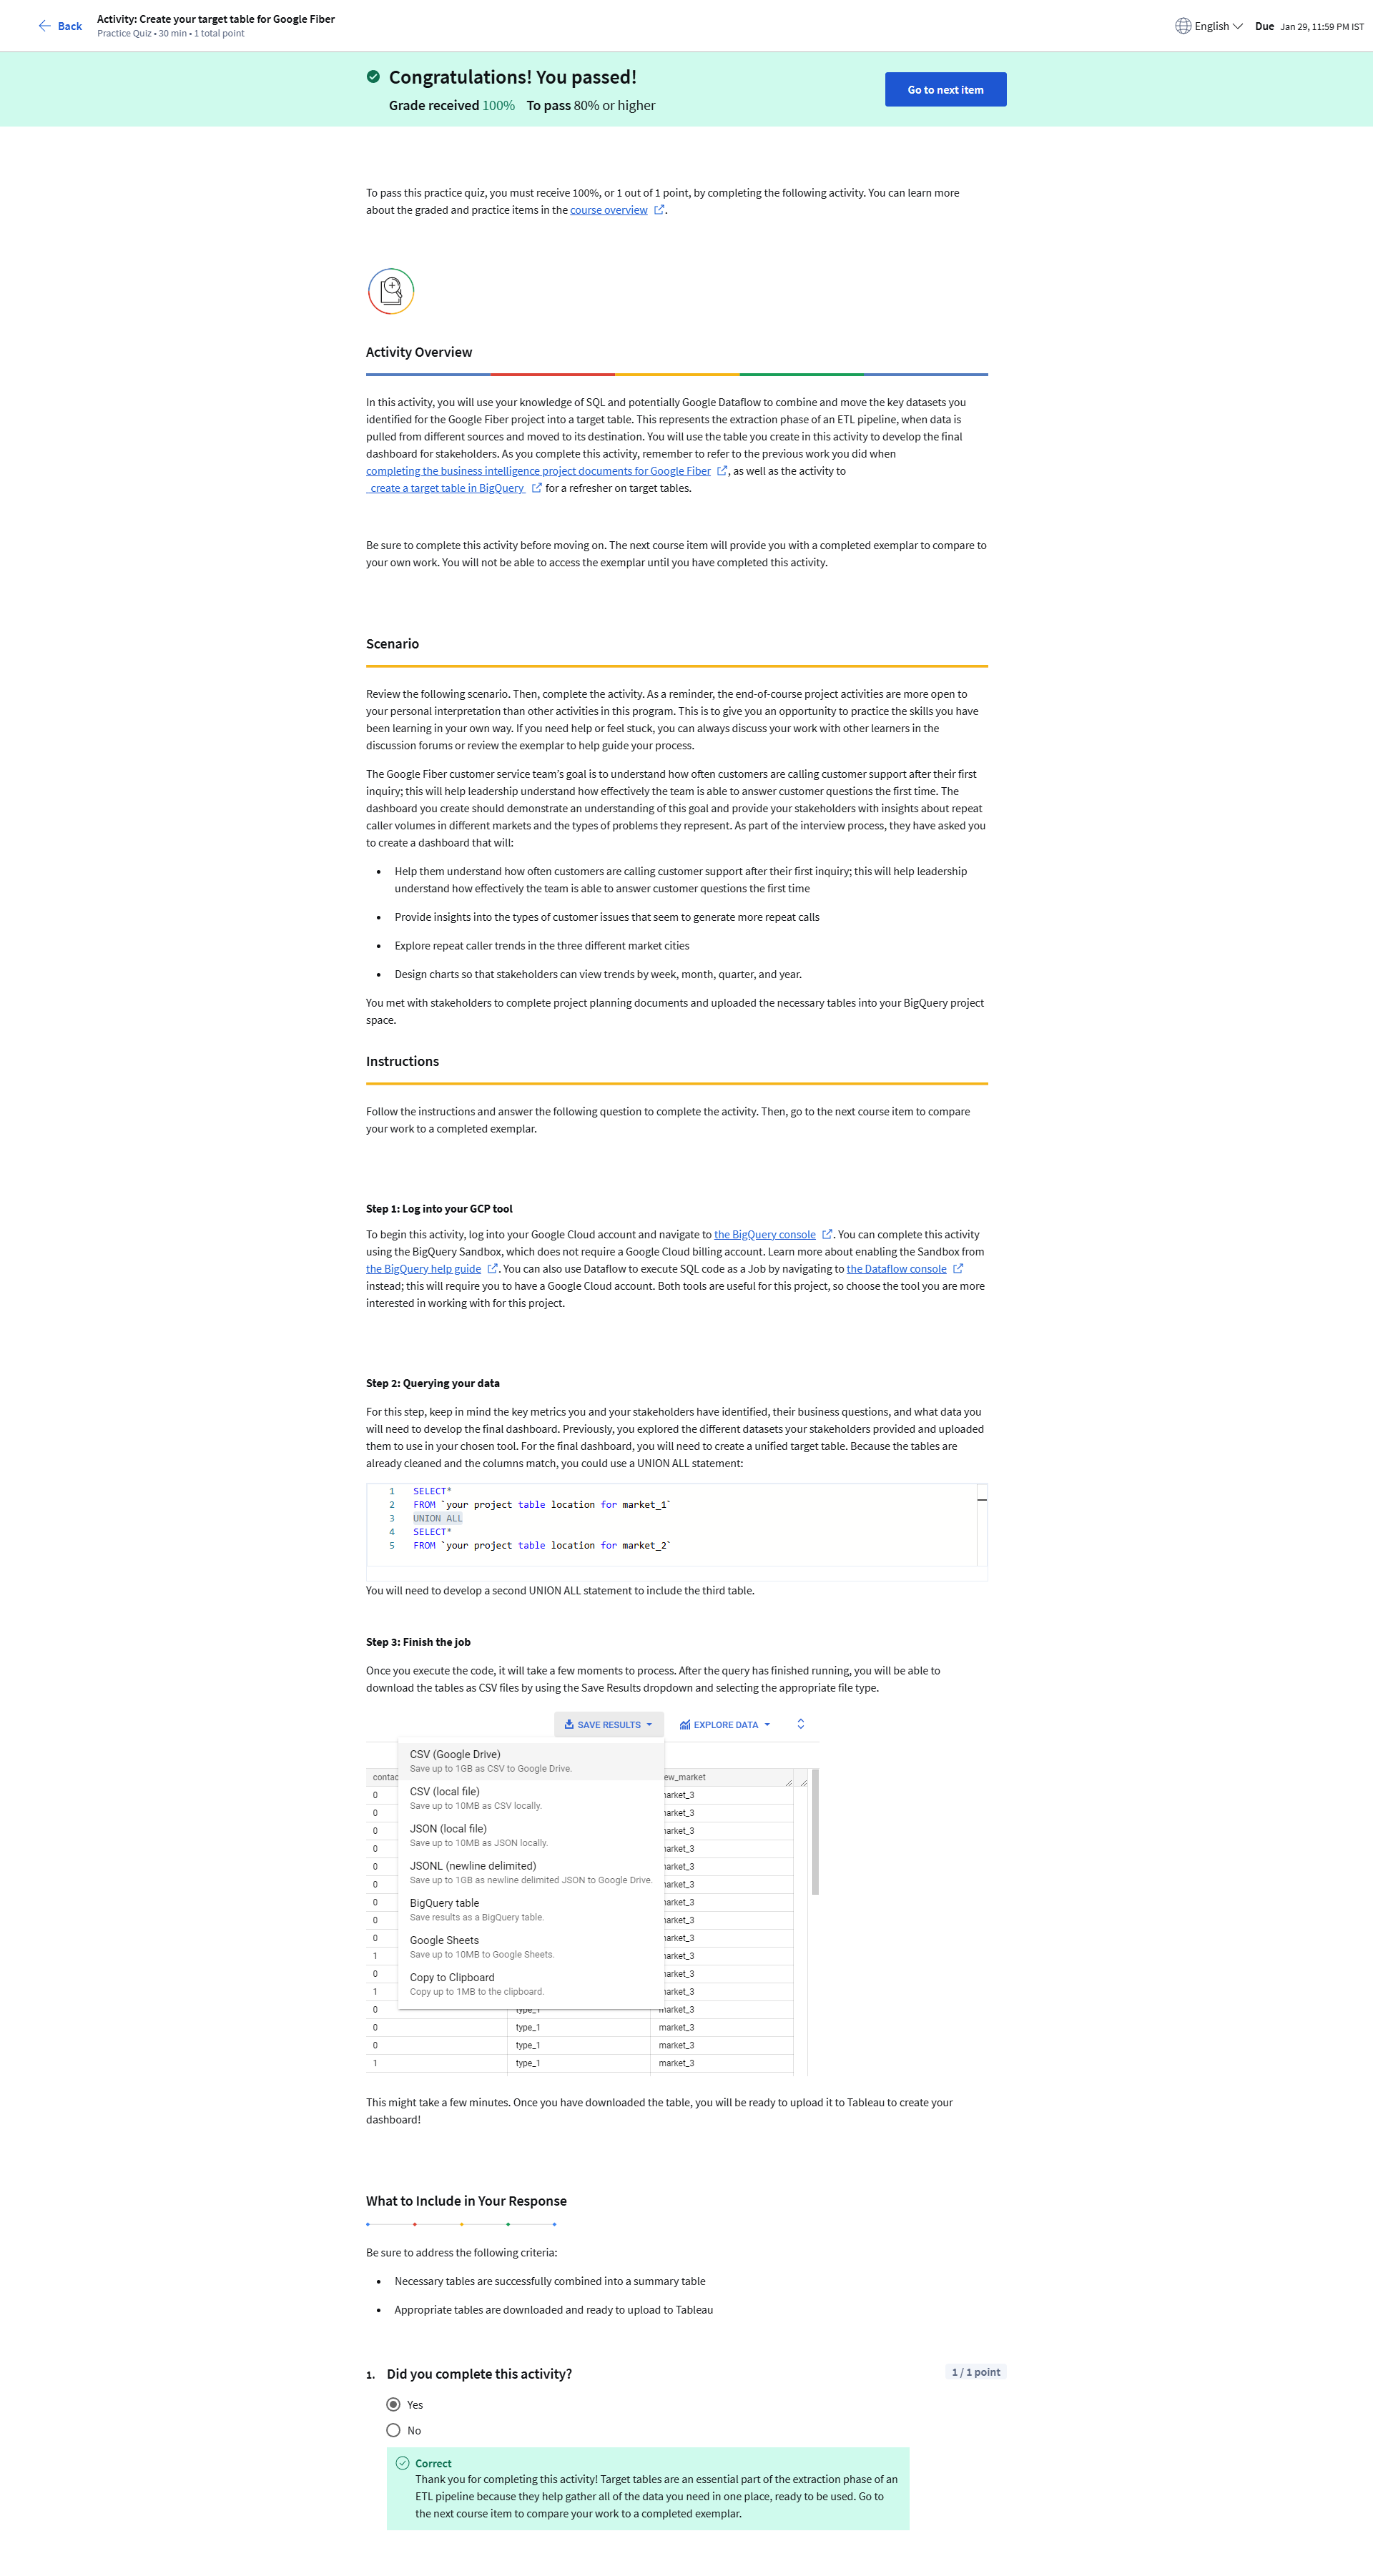 Back
Activity: Create your target table for Google Fiber
Practice Quiz • 30 min • 1 total point
English
Due Jan 29, 11:59 PM IST
Congratulations! You passed!
Grade received 100% To pass 80% or higher
Go to next item
To pass this practice quiz, you must receive 100%, or 1 out of 1 point, by completing the following activity. You can learn more
about the graded and practice items in the course overview.
Activity Overview
In this activity, you will use your knowledge of SQL and potentially Google Dataflow to combine and move the key datasets you
identified for the Google Fiber project into a target table. This represents the extraction phase of an ETL pipeline, when data is
pulled from different sources and moved to its destination. You will use the table you create in this activity to develop the final
dashboard for stakeholders. As you complete this activity, remember to refer to the previous work you did when
completing the business intelligence project documents for Google Fiber, as well as the activity to
create a target table in BigQuery for a refresher on target tables.
Be sure to complete this activity before moving on. The next course item will provide you with a completed exemplar to compare to
your own work. You will not be able to access the exemplar until you have completed this activity.
Scenario
Review the following scenario. Then, complete the activity. As a reminder, the end-of-course project activities are more open to
your personal interpretation than other activities in this program. This is to give you an opportunity to practice the skills you have
been learning in your own way. If you need help or feel stuck, you can always discuss your work with other learners in the
discussion forums or review the exemplar to help guide your process.
The Google Fiber customer service team's goal is to understand how often customers are calling customer support after their first
inquiry; this will help leadership understand how effectively the team is able to answer customer questions the first time. The
dashboard you create should demonstrate an understanding of this goal and provide your stakeholders with insights about repeat
caller volumes in different markets and the types of problems they represent. As part of the interview process, they have asked you
to create a dashboard that will:
• Help them understand how often customers are calling customer support after their first inquiry; this will help leadership
understand how effectively the team is able to answer customer questions the first time
• Provide insights into the types of customer issues that seem to generate more repeat calls
• Explore repeat caller trends in the three different market cities
• Design charts so that stakeholders can view trends by week, month, quarter, and year.
You met with stakeholders to complete project planning documents and uploaded the necessary tables into your BigQuery project
space.
Instructions
Follow the instructions and answer the following question to complete the activity. Then, go to the next course item to compare
your work to a completed exemplar.
Step 1: Log into your GCP tool
To begin this activity, log into your Google Cloud account and navigate to the BigQuery console. You can complete this activity
using the BigQuery Sandbox, which does not require a Google Cloud billing account. Learn more about enabling the Sandbox from
the BigQuery help guide. You can also use Dataflow to execute SQL code as a Job by navigating to the Dataflow console
instead; this will require you to have a Google Cloud account. Both tools are useful for this project, so choose the tool you are more
interested in working with for this project.
Step 2: Querying your data
For this step, keep in mind the key metrics you and your stakeholders have identified, their business questions, and what data you
will need to develop the final dashboard. Previously, you explored the different datasets your stakeholders provided and uploaded
them to use in your chosen tool. For the final dashboard, you will need to create a unified target table. Because the tables are
already cleaned and the columns match, you could use a UNION ALL statement:
1 SELECT*
2 FROM `your project table location for market_1`
3 UNION ALL
4 SELECT*
5 FROM `your project table location for market_2`
You will need to develop a second UNION ALL statement to include the third table.
Step 3: Finish the job
Once you execute the code, it will take a few moments to process. After the query has finished running, you will be able to
download the tables as CSV files by using the Save Results dropdown and selecting the appropriate file type.
SAVE RESULTS EXPLORE DATA
CSV (Google Drive)
Save up to 1GB as CSV to Google Drive.
contac ew_market
CSV (local file)
0 market_3
Save up to 10MB as CSV locally.
0 market_3
JSON (local file)
0 market_3
Save up to 10MB as JSON locally.
0 market_3
JSONL (newline delimited)
0 market_3
Save up to 1GB as newline delimited JSON to Google Drive.
0 market_3
BigQuery table
0 market_3
Save results as a BigQuery table.
0 market_3
Google Sheets
0 market_3
Save up to 10MB to Google Sheets.
1 market_3
Copy to Clipboard
0 market_3
Copy up to 1MB to the clipboard.
1 market_3
0 type_1 market_3
0 type_1 market_3
0 type_1 market_3
1 type_1 market_3
This might take a few minutes. Once you have downloaded the table, you will be ready to upload it to Tableau to create your
dashboard!
What to Include in Your Response
Be sure to address the following criteria:
• Necessary tables are successfully combined into a summary table
• Appropriate tables are downloaded and ready to upload to Tableau
1. Did you complete this activity?
1 / 1 point
Yes
No
Correct
Thank you for completing this activity! Target tables are an essential part of the extraction phase of an
ETL pipeline because they help gather all of the data you need in one place, ready to be used. Go to
the next course item to compare your work to a completed exemplar.